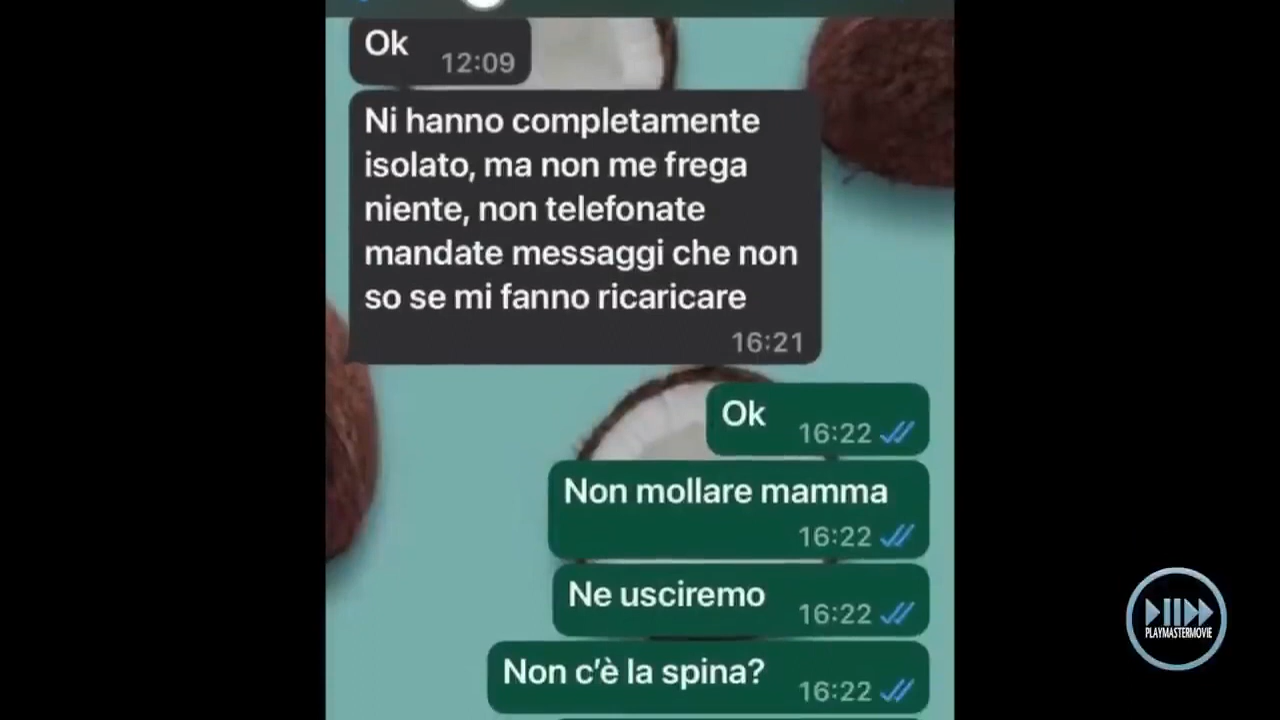 Ok
12:09
Ni hanno completamente
isolato, ma non me frega
niente, non telefonate
mandate messaggi che non
so se mi fanno ricaricare
16:21
Ok
16:22
Non mollare mamma
16:22
Ne usciremo
16:22
Non c'è la spina?
16:22
PLAYMASTERMOVIE